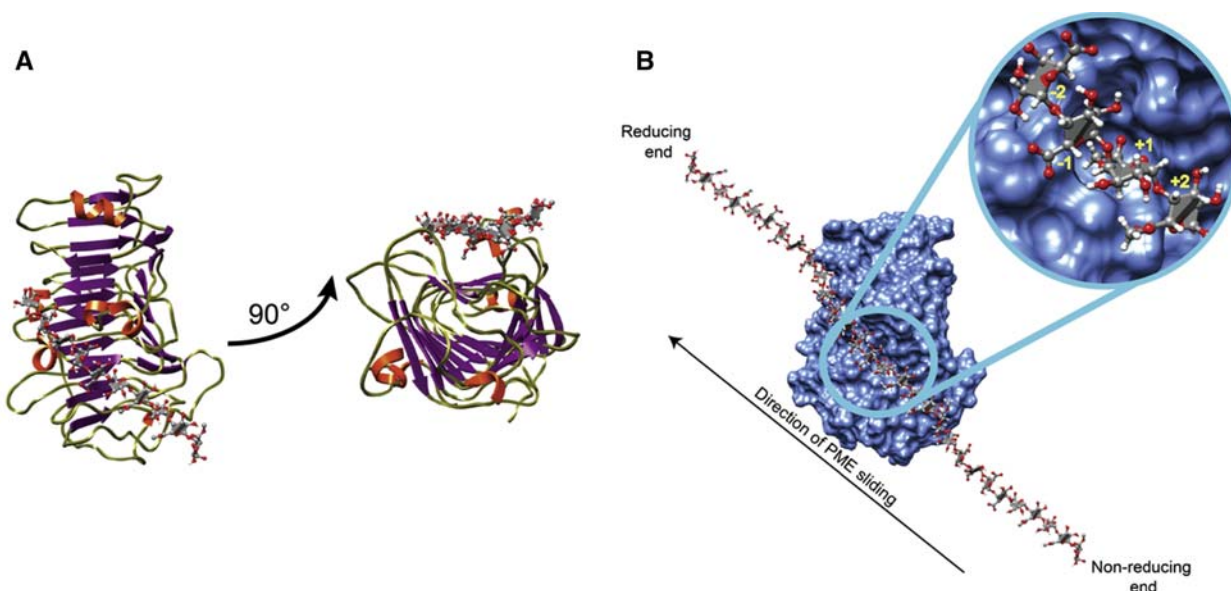 A
90°
B
Reducing
end
-2
-1
+1
+2
Direction of PME sliding
Non-reducing
end